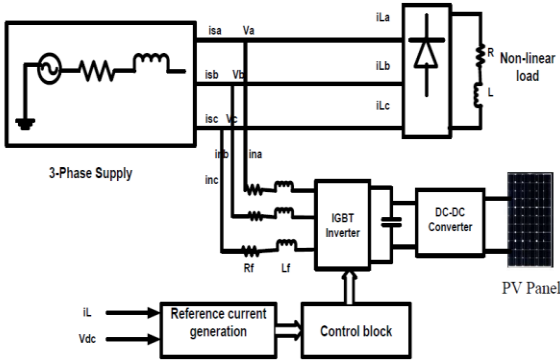 isa Va iLa
R
Non-linear
load
isb Vb iLb
L
isc Vc iLc
3-Phase Supply
inb ina
inc
IGBT
Inverter
DC-DC
Converter
Rf Lf
PV Panel
iL
Vdc
Reference current
generation
Control block